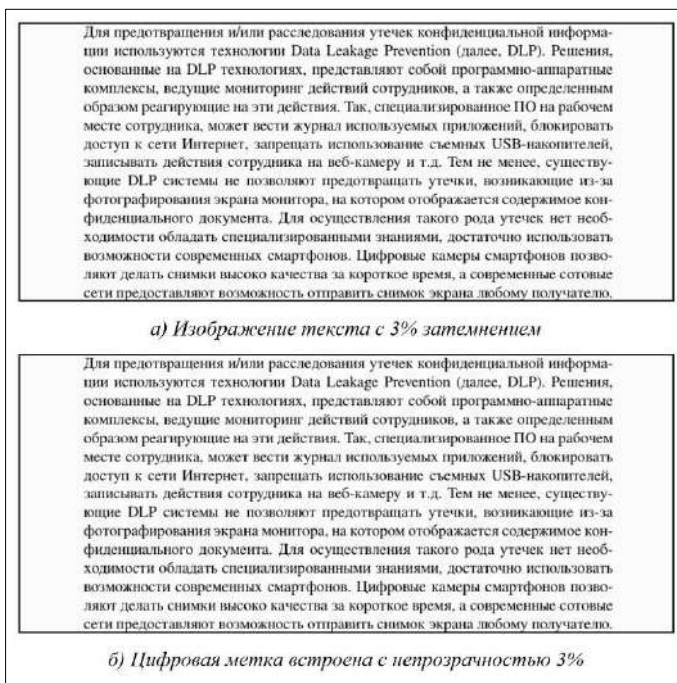 Для предотвращения и/или расследования утечек конфиденциальной информа-
ции используются технологии Data Leakage Prevention (далее, DLP). Решения,
основанные на DLP технологиях, представляют собой программно-аппаратные
комплексы, ведущие мониторинг действий сотрудников, а также определенным
образом реагирующие на эти действия. Так, специализированное ПО на рабочем
месте сотрудника, может вести журнал используемых приложений, блокировать
доступ к сети Интернет, запрещать использование съемных USB-накопителей,
записывать действия сотрудника на веб-камеру и т.д. Тем не менее, существу-
ющие DLP системы не позволяют предотвращать утечки, возникающие из-за
фотографирования экрана монитора, на котором отображается содержимое кон-
фиденциального документа. Для осуществления такого рода утечек нет необ-
ходимости обладать специализированными знаниями, достаточно использовать
возможности современных смартфонов. Цифровые камеры смартфонов позво-
ляют делать снимки высоко качества за короткое время, а современные сотовые
сети предоставляют возможность отправить снимок экрана любому получателю.
а) Изображение текста с 3% затемнением
Для предотвращения и/или расследования утечек конфиденциальной информа-
ции используются технологии Data Leakage Prevention (далее, DLP). Решения,
основанные на DLP технологиях, представляют собой программно-аппаратные
комплексы, ведущие мониторинг действий сотрудников, а также определенным
образом реагирующие на эти действия. Так, специализированное ПО на рабочем
месте сотрудника, может вести журнал используемых приложений, блокировать
доступ к сети Интернет, запрещать использование съемных USB-накопителей,
записывать действия сотрудника на веб-камеру и т.д. Тем не менее, существу-
ющие DLP системы не позволяют предотвращать утечки, возникающие из-за
фотографирования экрана монитора, на котором отображается содержимое кон-
фиденциального документа. Для осуществления такого рода утечек нет необ-
ходимости обладать специализированными знаниями, достаточно использовать
возможности современных смартфонов. Цифровые камеры смартфонов позво-
ляют делать снимки высоко качества за короткое время, а современные сотовые
сети предоставляют возможность отправить снимок экрана любому получателю.
б) Цифровая метка встроена с непрозрачностью 3%